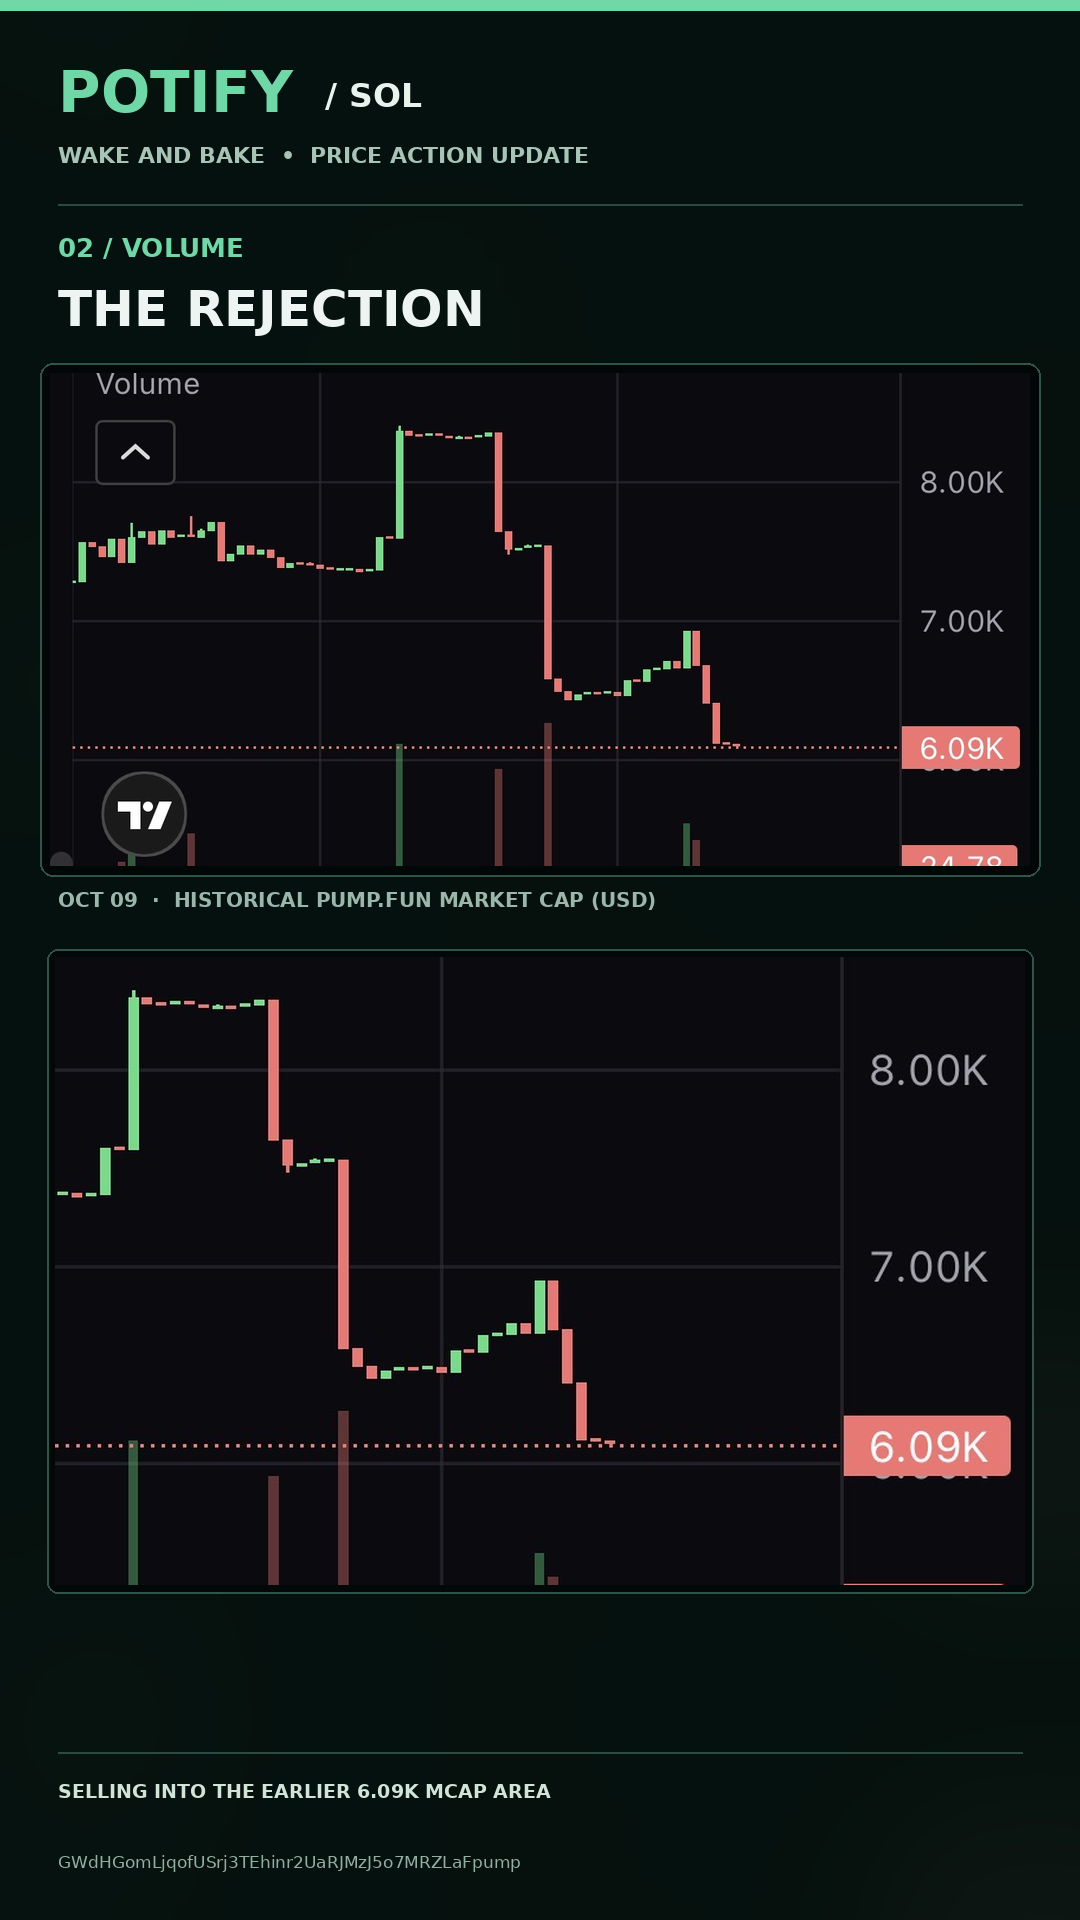 POTIFY / SOL
WAKE AND BAKE • PRICE ACTION UPDATE
02 / VOLUME
THE REJECTION
Volume
8.00K
7.00K
6.09K
24.78
OCT 09 · HISTORICAL PUMP.FUN MARKET CAP (USD)
8.00K
7.00K
6.09K
SELLING INTO THE EARLIER 6.09K MCAP AREA
GWdHGomLjqofUSrj3TEhinr2UaRJMzJ5o7MRZLaFpump